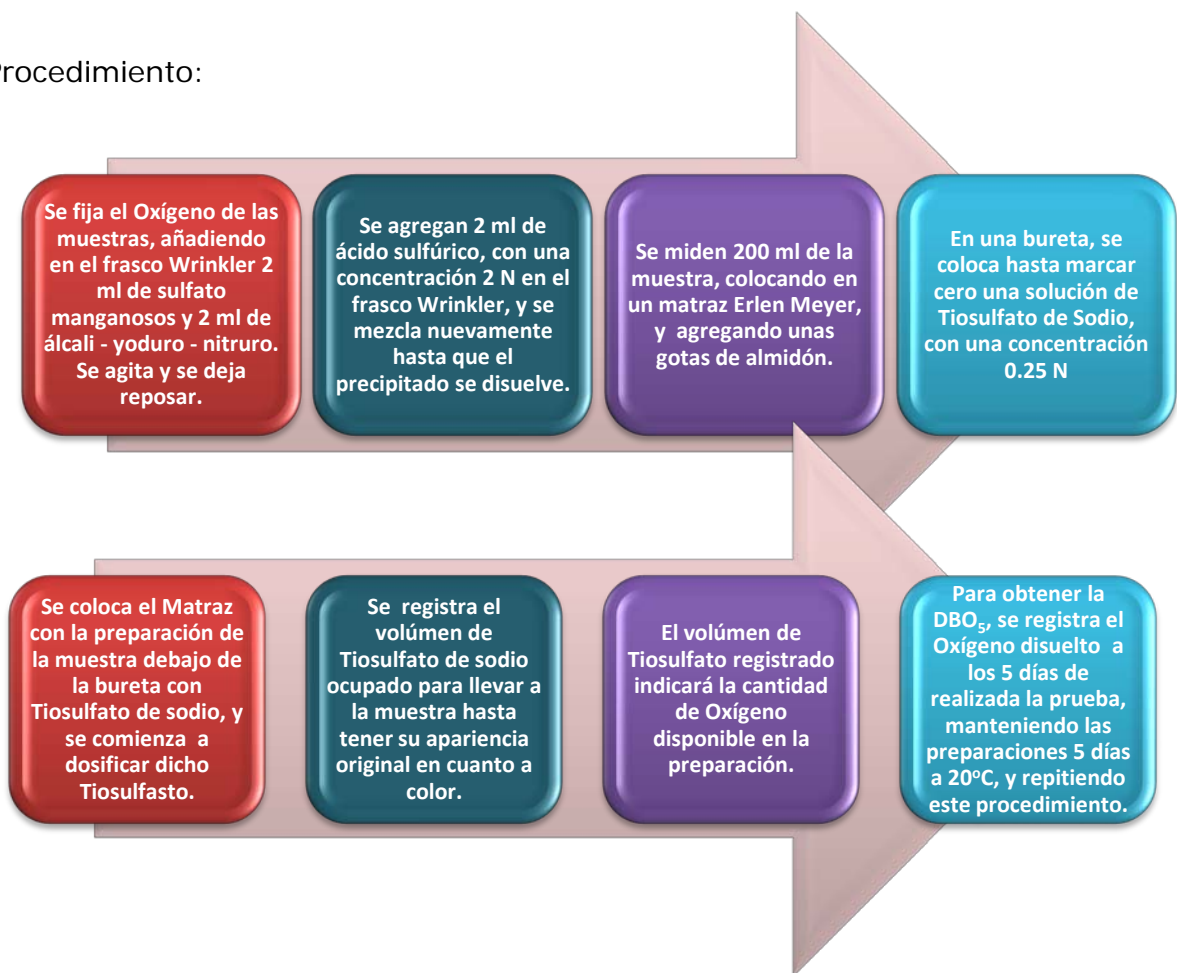 Procedimiento:
Se fija el Oxígeno de las
muestras, añadiendo
en el frasco Wrinkler 2
ml de sulfato
manganosos y 2 ml de
álcali - yoduro - nitruro.
Se agita y se deja
reposar.
Se agregan 2 ml de
ácido sulfúrico, con una
concentración 2 N en el
frasco Wrinkler, y se
mezcla nuevamente
hasta que el
precipitado se disuelve.
Se miden 200 ml de la
muestra, colocando en
un matraz Erlen Meyer,
y agregando unas
gotas de almidón.
En una bureta, se
coloca hasta marcar
cero una solución de
Tiosulfato de Sodio,
con una concentración
0.25 N
Se coloca el Matraz
con la preparación de
la muestra debajo de
la bureta con
Tiosulfato de sodio, y
se comienza a
dosificar dicho
Tiosulfasto.
Se registra el
volúmen de
Tiosulfato de sodio
ocupado para llevar a
la muestra hasta
tener su apariencia
original en cuanto a
color.
El volúmen de
Tiosulfato registrado
indicará la cantidad
de Oxígeno
disponible en la
preparación.
Para obtener la
DBO₅, se registra el
Oxígeno disuelto a
los 5 días de
realizada la prueba,
manteniendo las
preparaciones 5 días
a 20°C, y repitiendo
este procedimiento.